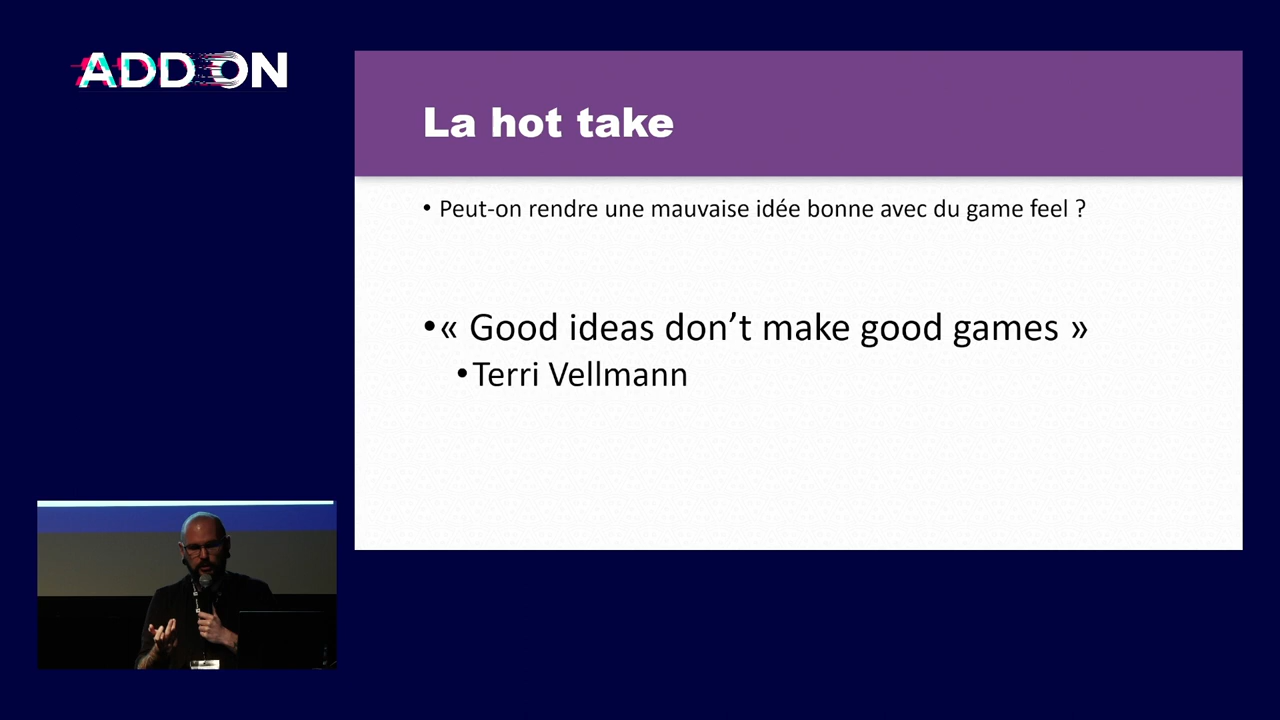 ADDON
La hot take
• Peut-on rendre une mauvaise idée bonne avec du game feel ?
•« Good ideas don’t make good games »
•Terri Vellmann